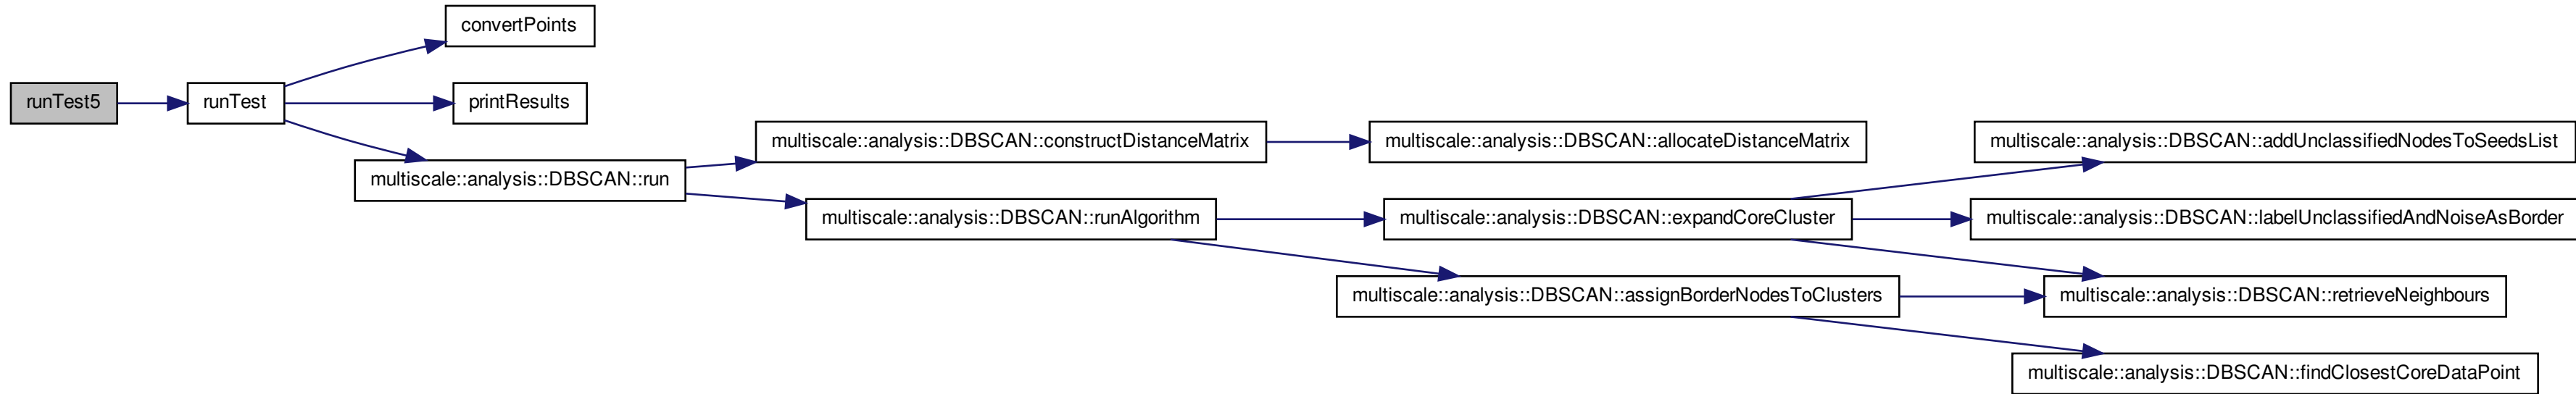 runTest5
runTest
convertPoints
printResults
multiscale::analysis::DBSCAN::run
multiscale::analysis::DBSCAN::constructDistanceMatrix
multiscale::analysis::DBSCAN::runAlgorithm
multiscale::analysis::DBSCAN::allocateDistanceMatrix
multiscale::analysis::DBSCAN::expandCoreCluster
multiscale::analysis::DBSCAN::assignBorderNodesToClusters
multiscale::analysis::DBSCAN::addUnclassifiedNodesToSeedsList
multiscale::analysis::DBSCAN::labelUnclassifiedAndNoiseAsBorder
multiscale::analysis::DBSCAN::retrieveNeighbours
multiscale::analysis::DBSCAN::findClosestCoreDataPoint